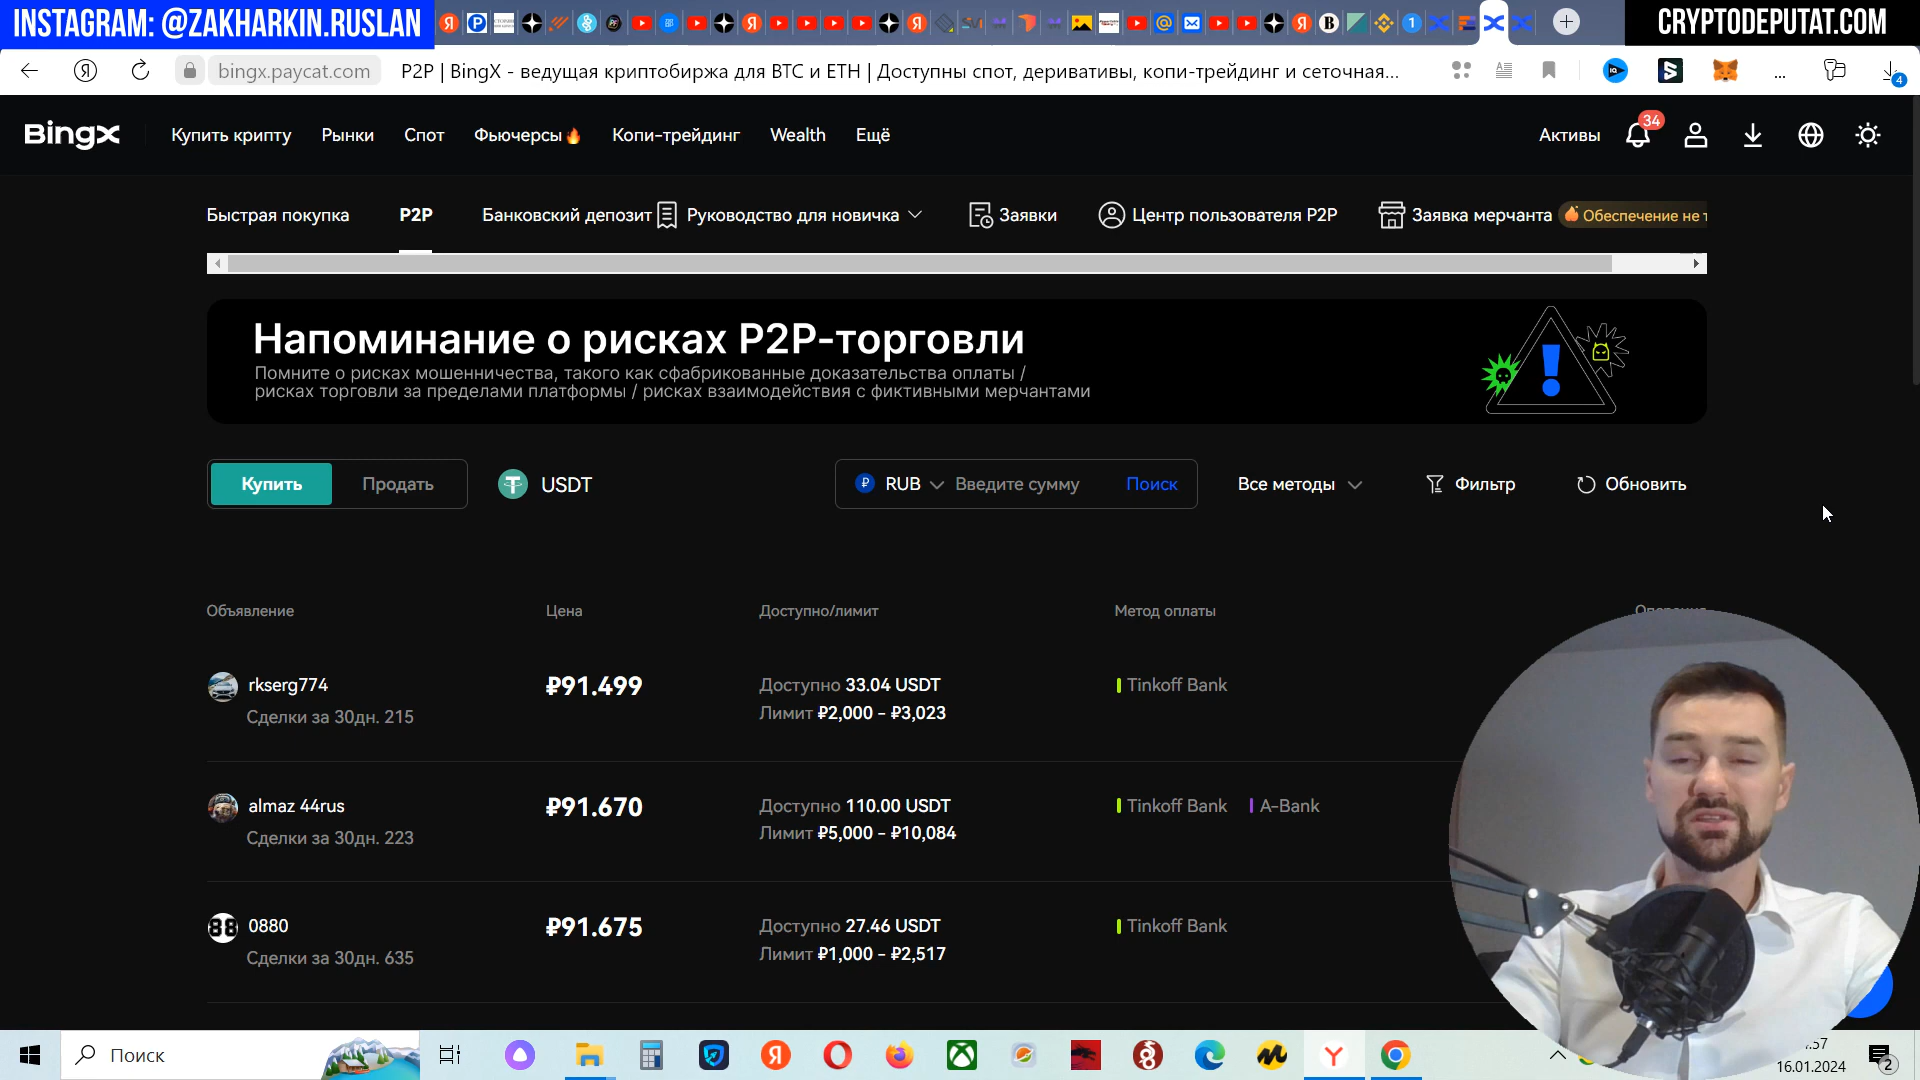 INSTAGRAM: @ZAKHARKIN.RUSLAN
CRYPTODEPUTAT.COM
bingx.paycat.com
P2P | BingX - ведущая криптобиржа для BTC и ETH | Доступны спот, деривативы, копи-трейдинг и сеточная...
4
BingX
Купить крипту
Рынки
Спот
Фьючерсы
Копи-трейдинг
Wealth
Ещё
Активы
34
Быстрая покупка
P2P
Банковский депозит
Руководство для новичка
Заявки
Центр пользователя P2P
Заявка мерчанта
Обеспечение не т
Напоминание о рисках P2P-торговли
Помните о рисках мошенничества, такого как сфабрикованные доказательства оплаты /
рисках торговли за пределами платформы / рисках взаимодействия с фиктивными мерчантами
Купить
Продать
USDT
RUB
Введите сумму
Поиск
Все методы
Фильтр
Обновить
Объявление
Цена
Доступно/лимит
Метод оплаты
rkserg774
Сделки за 30дн. 215
₽91.499
Доступно 33.04 USDT
Лимит ₽2,000 - ₽3,023
Tinkoff Bank
almaz 44rus
Сделки за 30дн. 223
₽91.670
Доступно 110.00 USDT
Лимит ₽5,000 - ₽10,084
Tinkoff Bank
A-Bank
0880
Сделки за 30дн. 635
₽91.675
Доступно 27.46 USDT
Лимит ₽1,000 - ₽2,517
Tinkoff Bank
Поиск
:57
16.01.2024
2